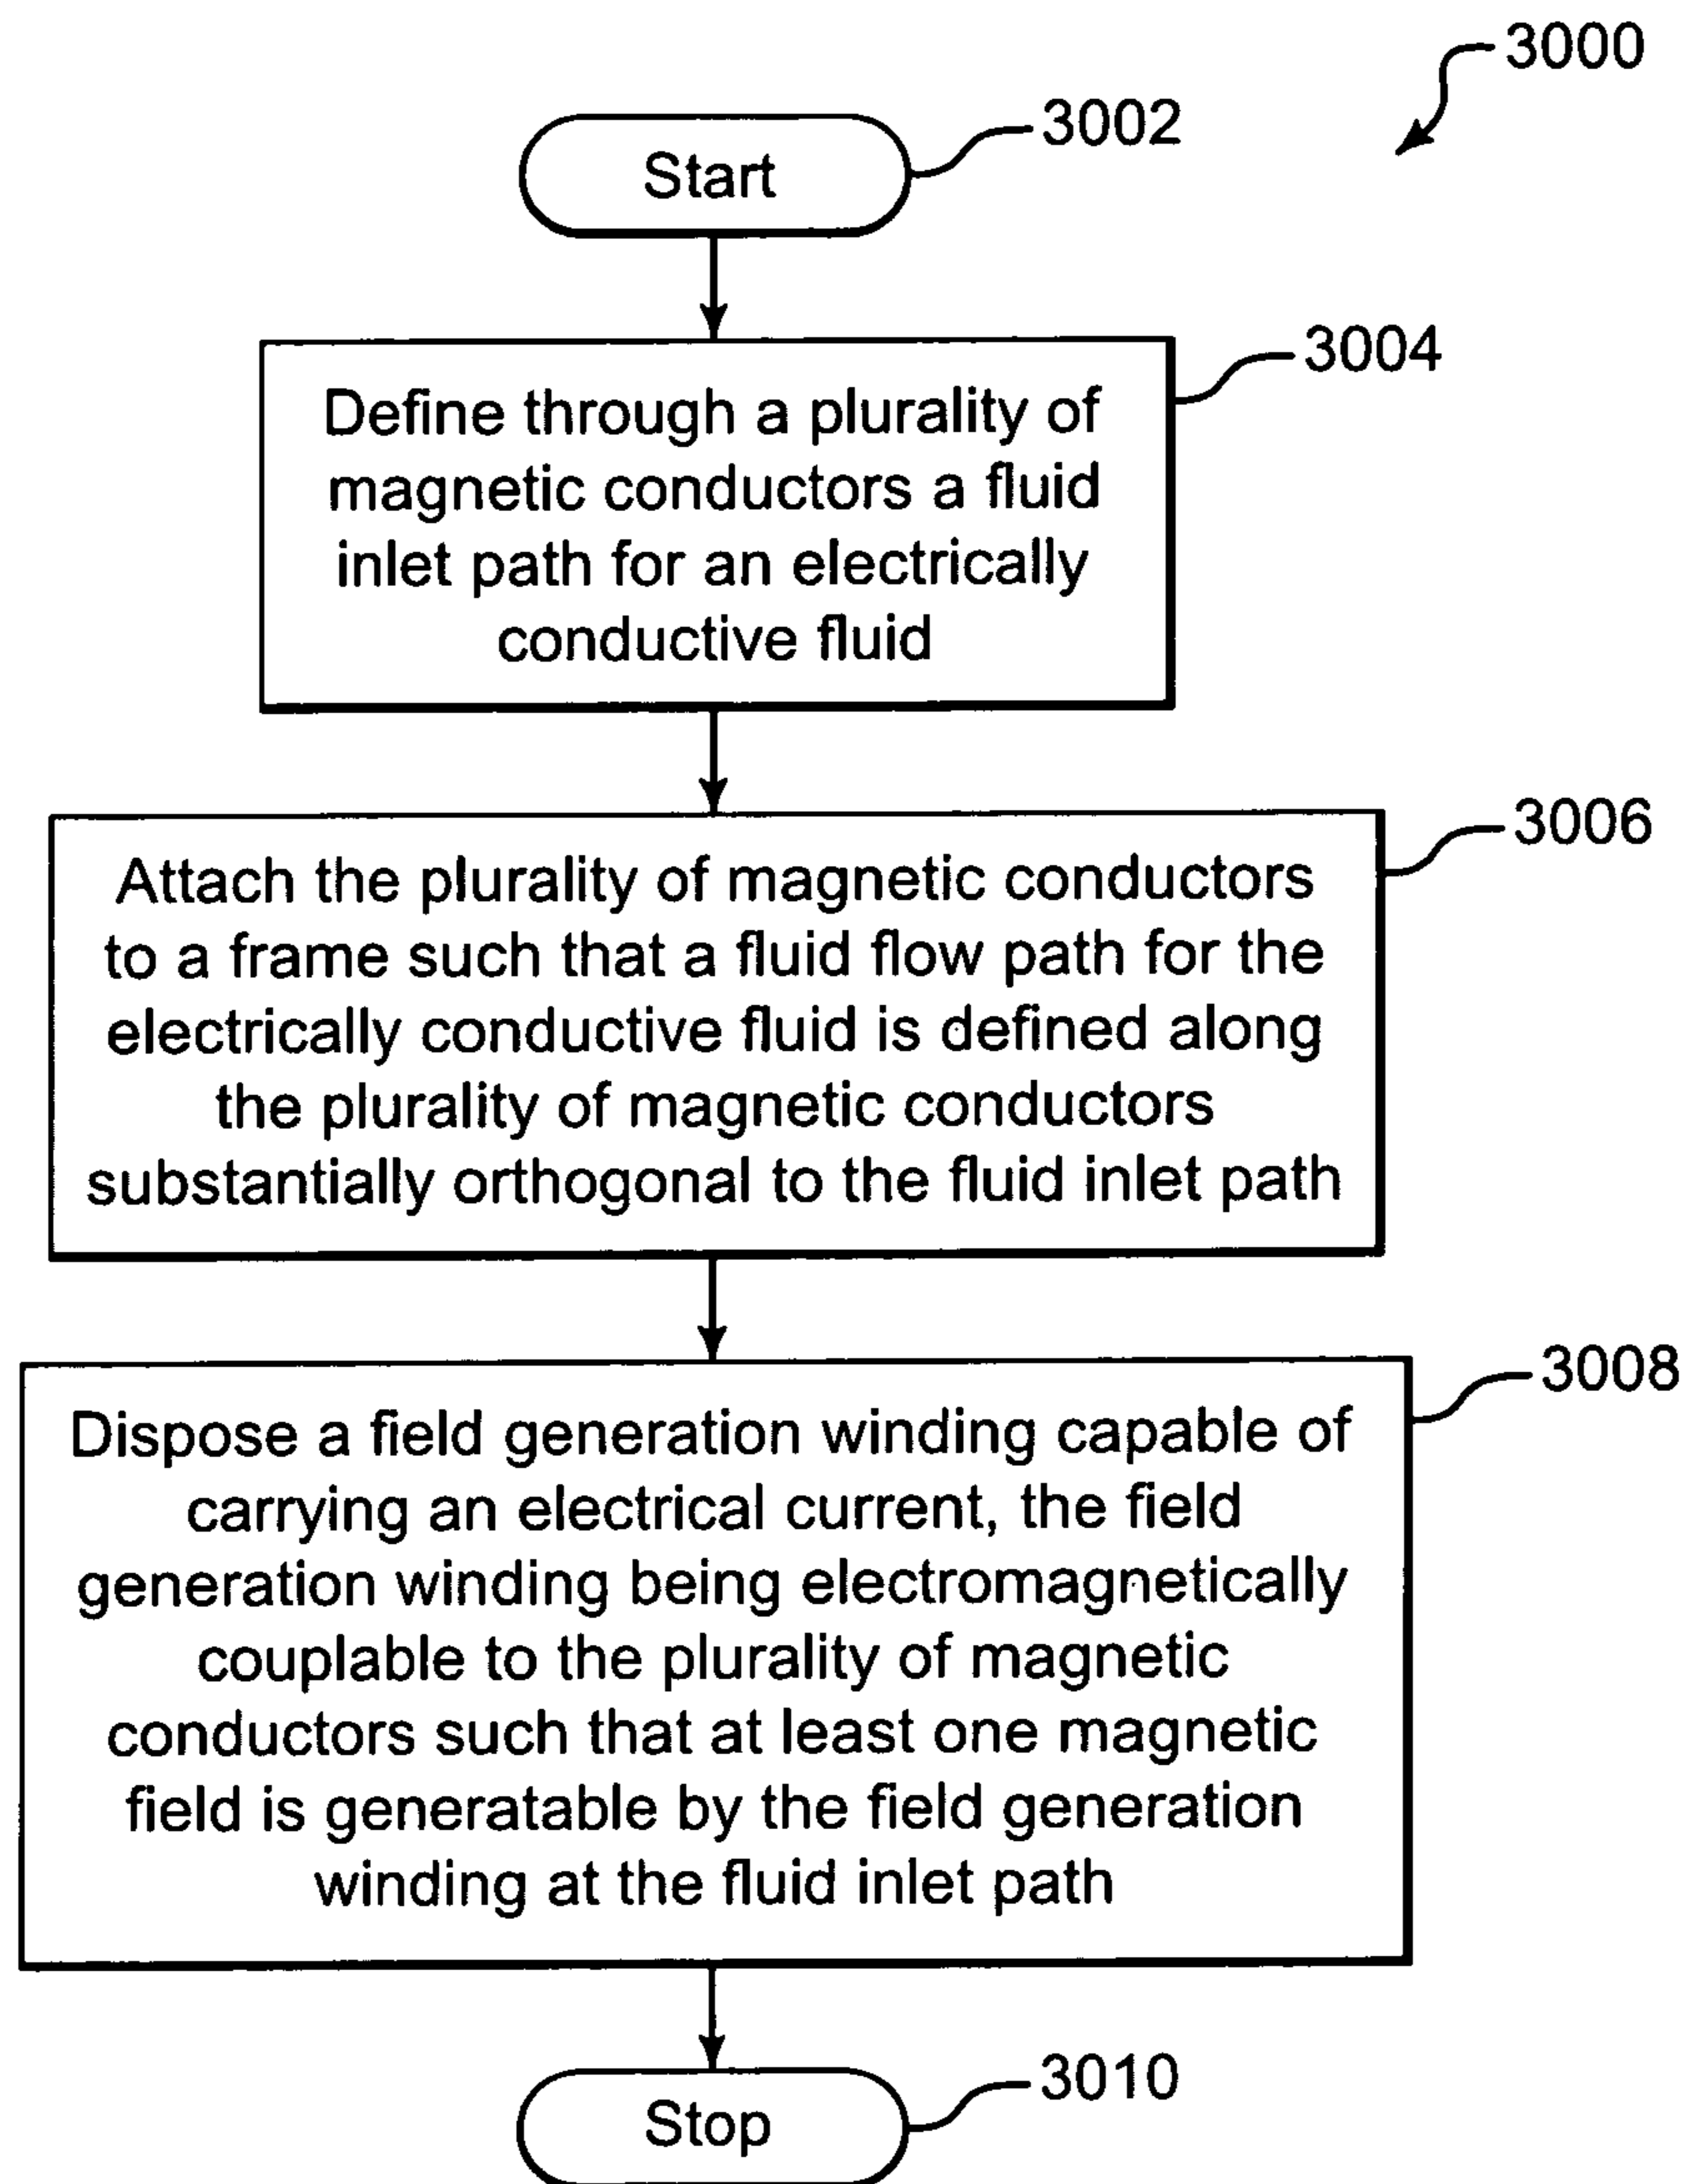 3000
3002
Start
3004
Define through a plurality of
magnetic conductors a fluid
inlet path for an electrically
conductive fluid
3006
Attach the plurality of magnetic conductors
to a frame such that a fluid flow path for the
electrically conductive fluid is defined along
the plurality of magnetic conductors
substantially orthogonal to the fluid inlet path
3008
Dispose a field generation winding capable of
carrying an electrical current, the field
generation winding being electromagnetically
couplable to the plurality of magnetic
conductors such that at least one magnetic
field is generatable by the field generation
winding at the fluid inlet path
3010
Stop